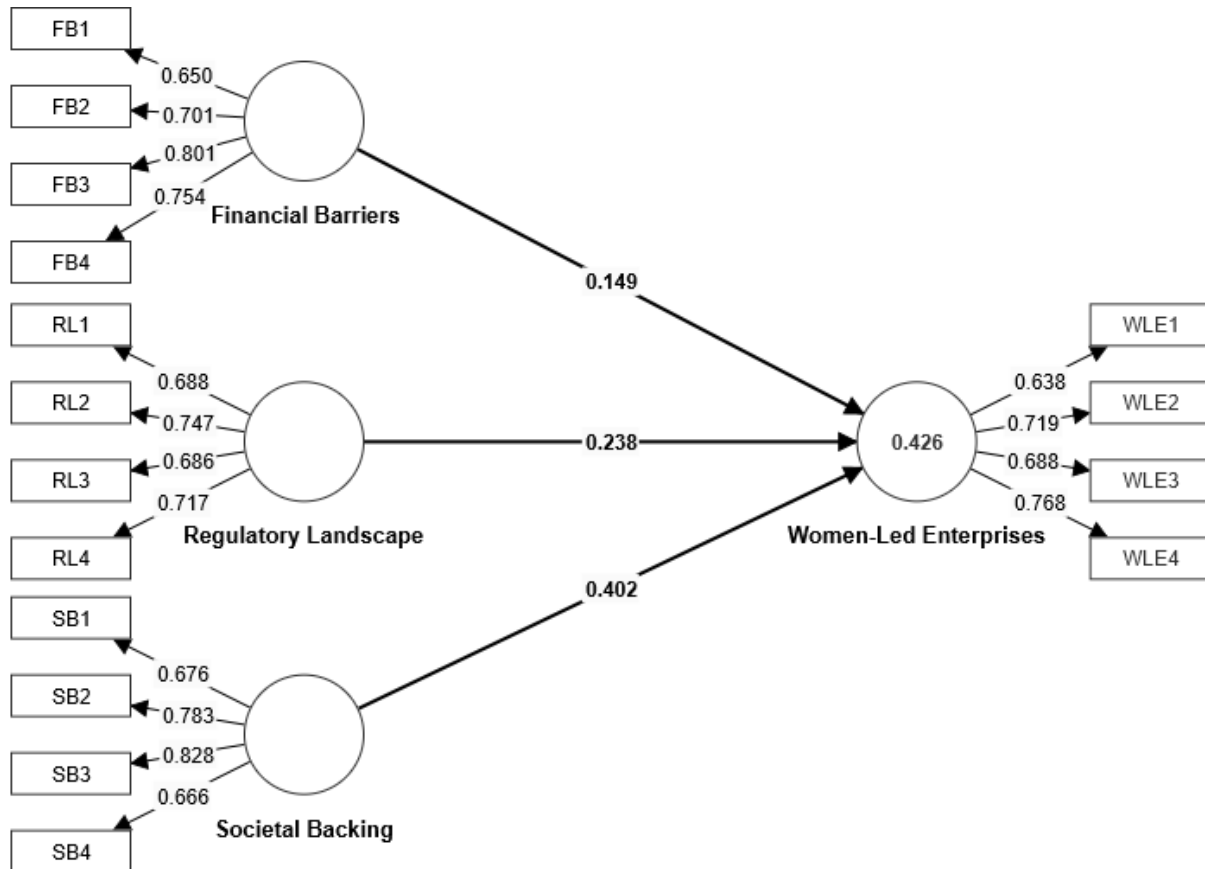 FB1
0.650
FB2
0.701
FB3
0.801
FB4
0.754
Financial Barriers
0.149
RL1
0.688
RL2
0.747
RL3
0.686
RL4
0.717
Regulatory Landscape
0.238
SB1
0.676
SB2
0.783
SB3
0.828
SB4
0.666
Societal Backing
0.402
0.426
Women-Led Enterprises
WLE1
0.638
WLE2
0.719
WLE3
0.688
WLE4
0.768